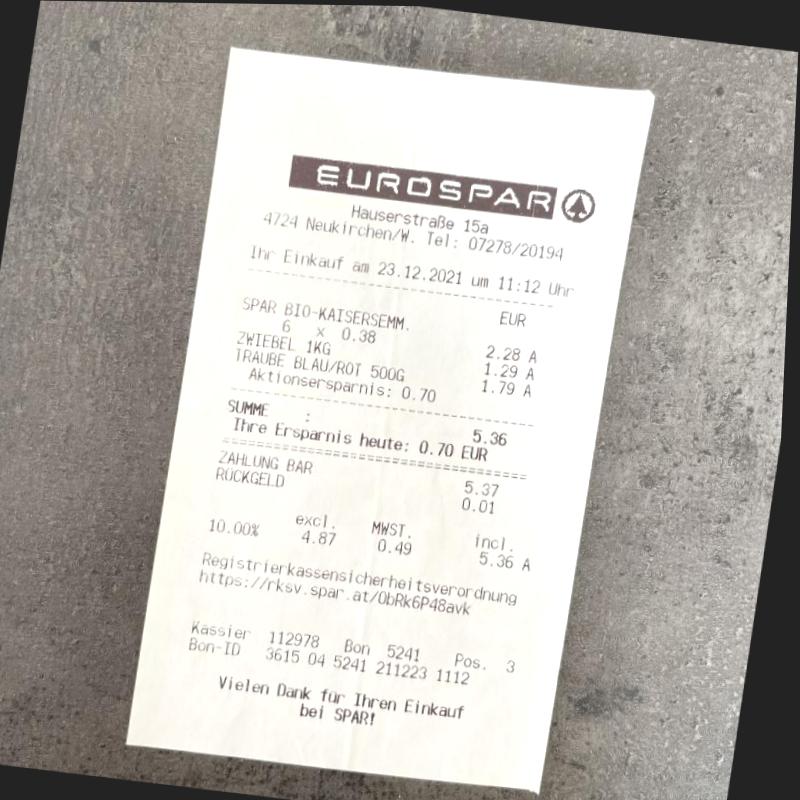 EUROSPAR
Hauserstraße 15a
4724 Neukirchen/W. Tel: 07278/20194
Ihr Einkauf am 23.12.2021 um 11:12 Uhr
EUR
SPAR BIO-KAISERSEMM.
6 x 0.38 2.28 A
ZWIEBEL 1KG 1.29 A
TRAUBE BLAU/ROT 500G 1.79 A
Aktionsersparnis: 0.70
SUMME : 5.36
Ihre Ersparnis heute: 0.70 EUR
ZAHLUNG BAR 5.37
RÜCKGELD 0.01
excl. MWST. incl.
10.00% 4.87 0.49 5.36 A
Registrierkassensicherheitsverordnung
https://rksv.spar.at/0bRk6P48avk
Kassier 112978 Bon 5241 Pos. 3
Bon-ID 3615 04 5241 211223 1112
Vielen Dank für Ihren Einkauf
bei SPAR!